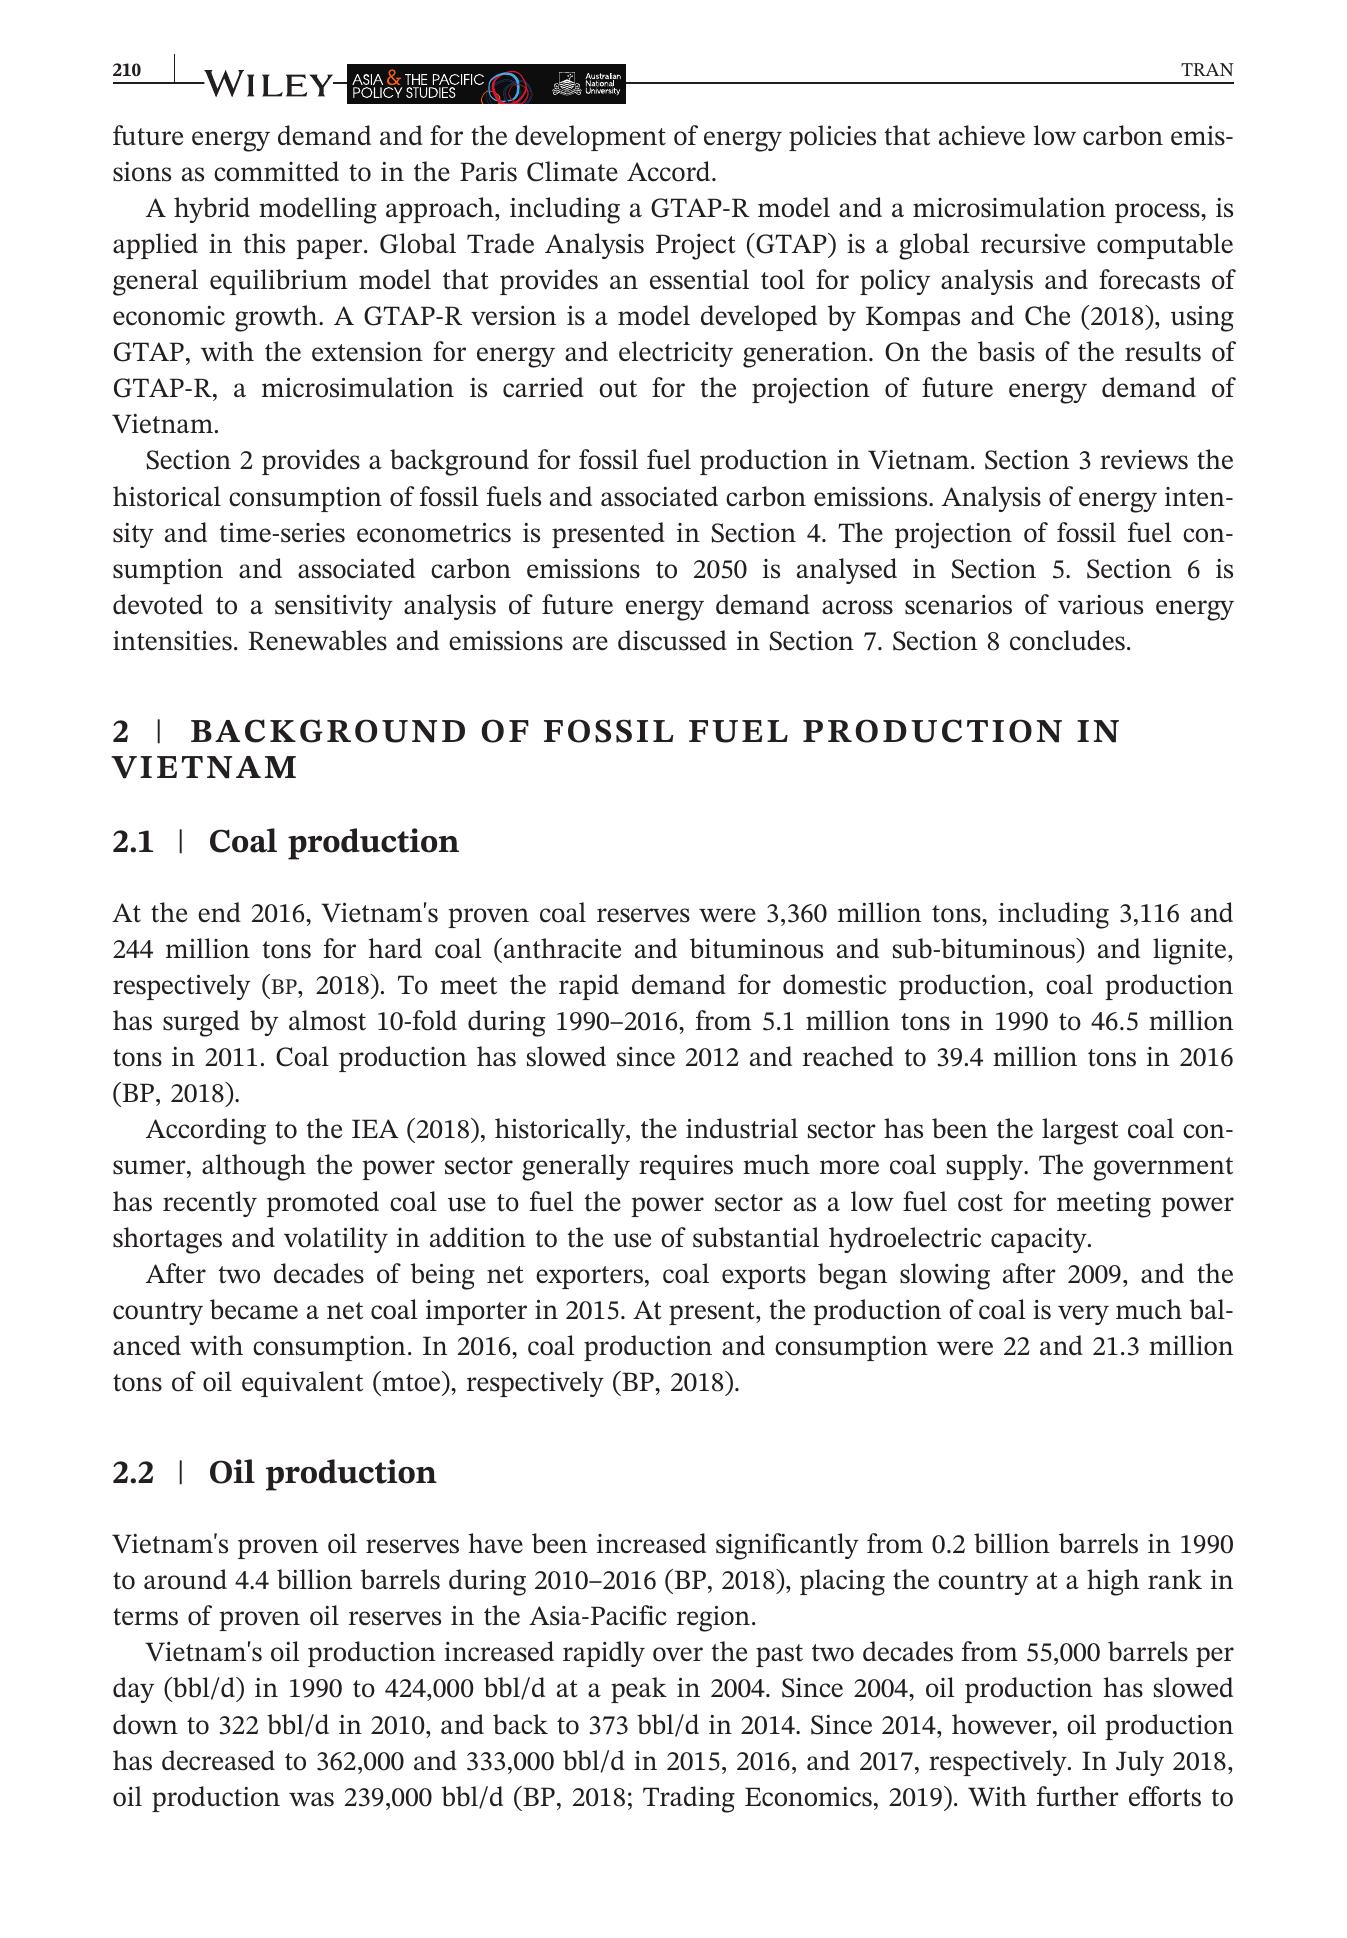 210
WILEY
ASIA & THE PACIFIC
POLICY STUDIES
Australian
National
University
TRAN
future energy demand and for the development of energy policies that achieve low carbon emis-
sions as committed to in the Paris Climate Accord.
A hybrid modelling approach, including a GTAP-R model and a microsimulation process, is
applied in this paper. Global Trade Analysis Project (GTAP) is a global recursive computable
general equilibrium model that provides an essential tool for policy analysis and forecasts of
economic growth. A GTAP-R version is a model developed by Kompas and Che (2018), using
GTAP, with the extension for energy and electricity generation. On the basis of the results of
GTAP-R, a microsimulation is carried out for the projection of future energy demand of
Vietnam.
Section 2 provides a background for fossil fuel production in Vietnam. Section 3 reviews the
historical consumption of fossil fuels and associated carbon emissions. Analysis of energy inten-
sity and time-series econometrics is presented in Section 4. The projection of fossil fuel con-
sumption and associated carbon emissions to 2050 is analysed in Section 5. Section 6 is
devoted to a sensitivity analysis of future energy demand across scenarios of various energy
intensities. Renewables and emissions are discussed in Section 7. Section 8 concludes.
2 | BACKGROUND OF FOSSIL FUEL PRODUCTION IN
VIETNAM
2.1 | Coal production
At the end 2016, Vietnam's proven coal reserves were 3,360 million tons, including 3,116 and
244 million tons for hard coal (anthracite and bituminous and sub-bituminous) and lignite,
respectively (BP, 2018). To meet the rapid demand for domestic production, coal production
has surged by almost 10-fold during 1990–2016, from 5.1 million tons in 1990 to 46.5 million
tons in 2011. Coal production has slowed since 2012 and reached to 39.4 million tons in 2016
(BP, 2018).
According to the IEA (2018), historically, the industrial sector has been the largest coal con-
sumer, although the power sector generally requires much more coal supply. The government
has recently promoted coal use to fuel the power sector as a low fuel cost for meeting power
shortages and volatility in addition to the use of substantial hydroelectric capacity.
After two decades of being net exporters, coal exports began slowing after 2009, and the
country became a net coal importer in 2015. At present, the production of coal is very much bal-
anced with consumption. In 2016, coal production and consumption were 22 and 21.3 million
tons of oil equivalent (mtoe), respectively (BP, 2018).
2.2 | Oil production
Vietnam's proven oil reserves have been increased significantly from 0.2 billion barrels in 1990
to around 4.4 billion barrels during 2010–2016 (BP, 2018), placing the country at a high rank in
terms of proven oil reserves in the Asia-Pacific region.
Vietnam's oil production increased rapidly over the past two decades from 55,000 barrels per
day (bbl/d) in 1990 to 424,000 bbl/d at a peak in 2004. Since 2004, oil production has slowed
down to 322 bbl/d in 2010, and back to 373 bbl/d in 2014. Since 2014, however, oil production
has decreased to 362,000 and 333,000 bbl/d in 2015, 2016, and 2017, respectively. In July 2018,
oil production was 239,000 bbl/d (BP, 2018; Trading Economics, 2019). With further efforts to